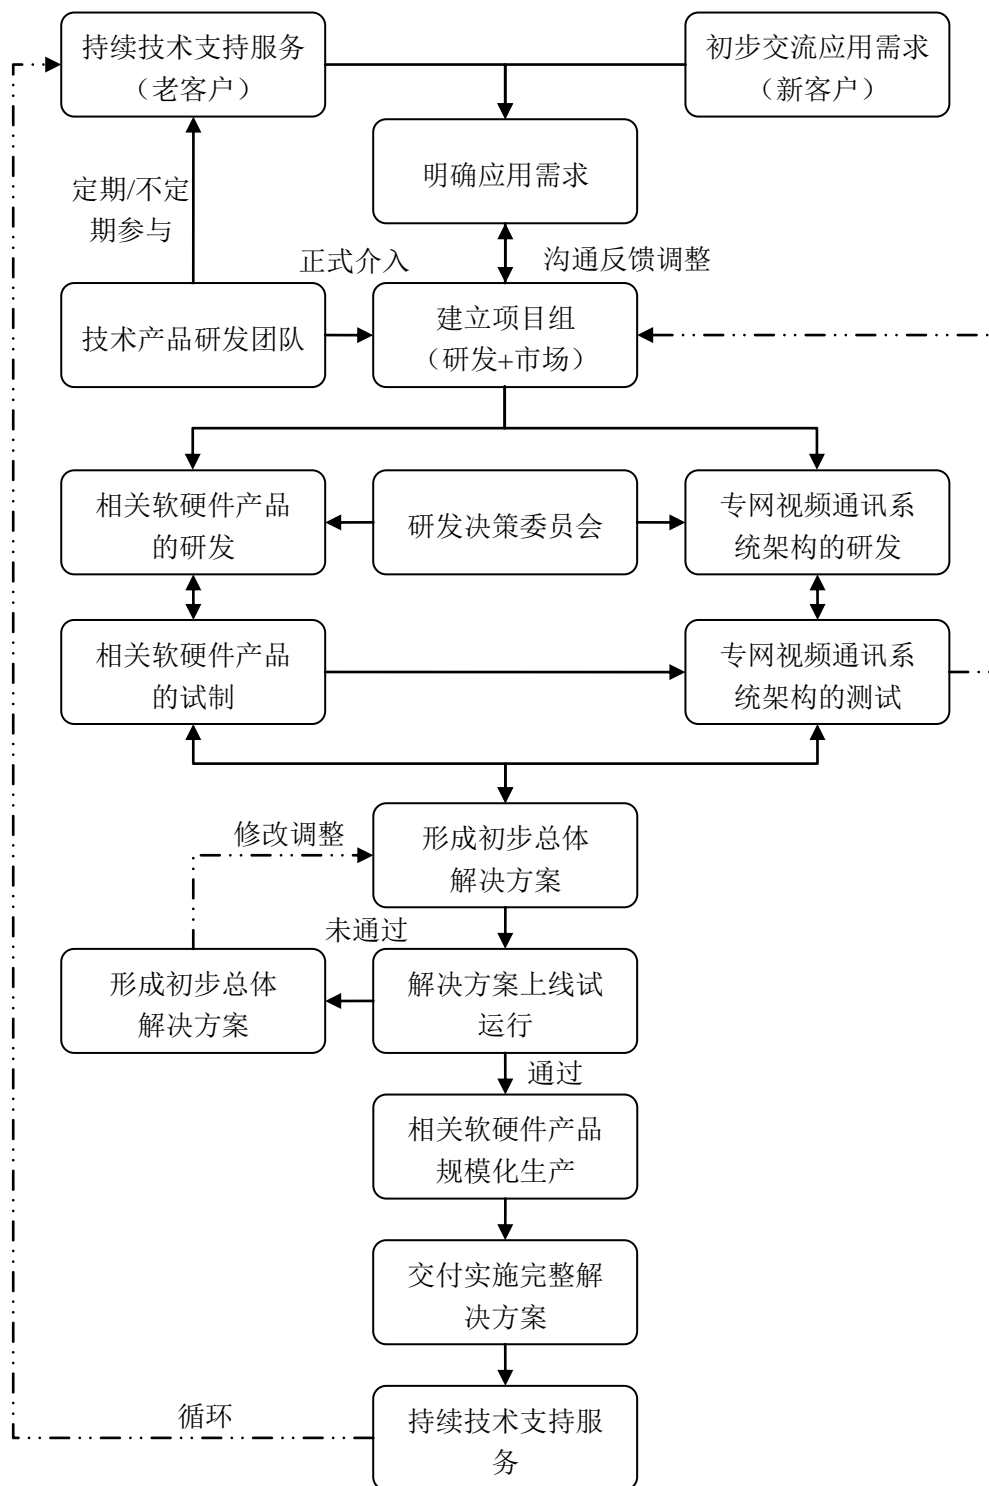 持续技术支持服务
（老客户）
初步交流应用需求
（新客户）
明确应用需求
定期/不定
期参与
正式介入
沟通反馈调整
技术产品研发团队
建立项目组
（研发+市场）
相关软硬件产品
的研发
研发决策委员会
专网视频通讯系
统架构的研发
相关软硬件产品
的试制
专网视频通讯系
统架构的测试
修改调整
形成初步总体
解决方案
未通过
形成初步总体
解决方案
解决方案上线试
运行
通过
相关软硬件产品
规模化生产
交付实施完整解
决方案
循环
持续技术支持服
务